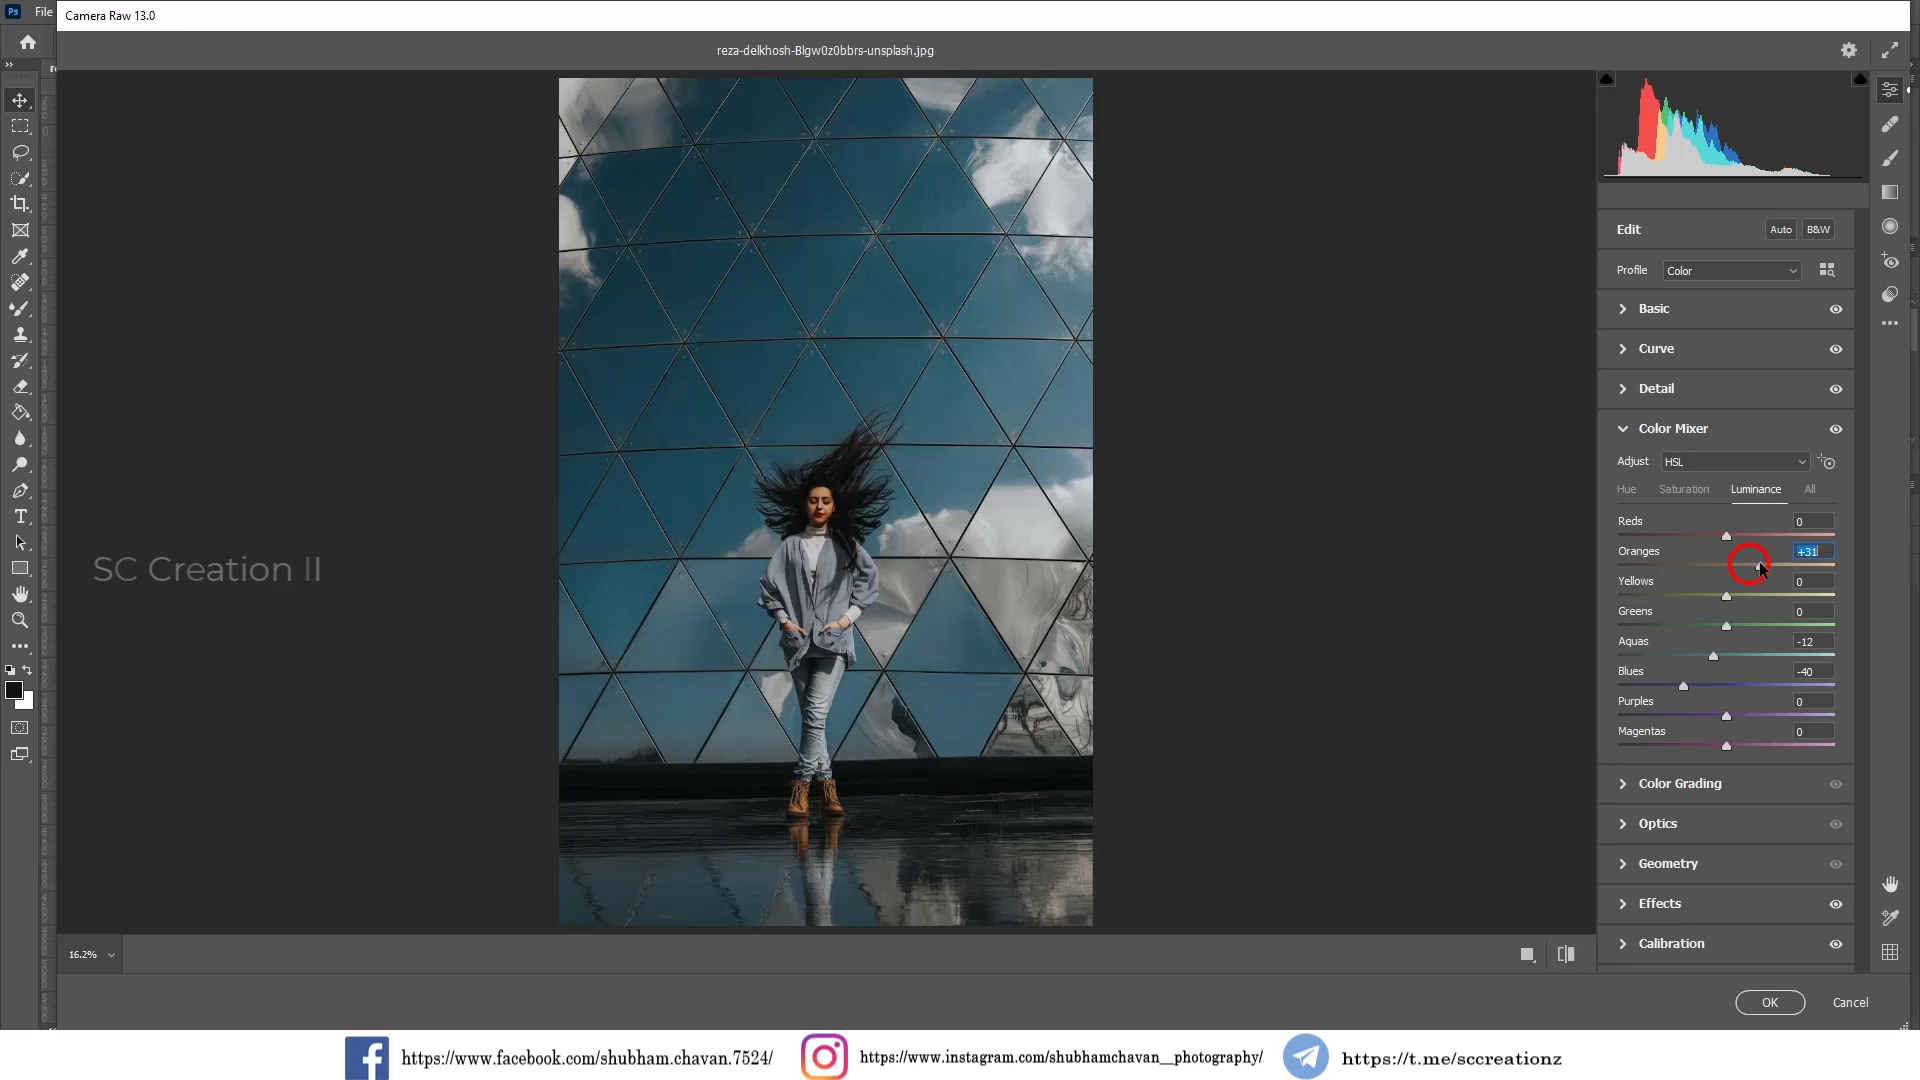 Ps File
Camera Raw 13.0
reza-delkhosh-Blgw0z0bbrs-unsplash.jpg
Edit Auto B&W
Profile Color
Basic
Curve
Detail
Color Mixer
Adjust HSL
Hue Saturation Luminance All
Reds 0
Oranges +31
Yellows 0
Greens 0
Aquas -12
Blues -40
Purples 0
Magentas 0
Color Grading
Optics
Geometry
Effects
Calibration
SC Creation II
16.2%
OK Cancel
https://www.facebook.com/shubham.chavan.7524/
https://www.instagram.com/shubhamchavan__photography/
https://t.me/sccreationz